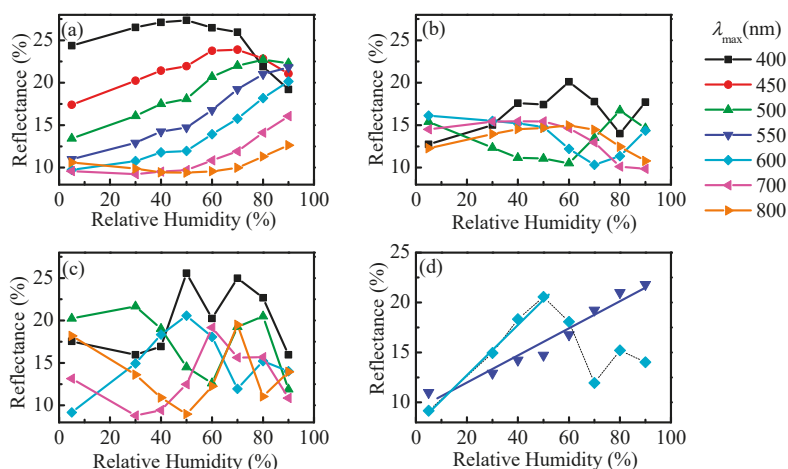 (a)
Reflectance (%)
25
20
15
10
0 20 40 60 80 100
Relative Humidity (%)
(b)
Reflectance (%)
25
20
15
10
0 20 40 60 80 100
Relative Humidity (%)
λmax(nm)
400
450
500
550
600
700
800
(c)
Reflectance (%)
25
20
15
10
0 20 40 60 80 100
Relative Humidity (%)
(d)
Reflectance (%)
25
20
15
10
0 20 40 60 80 100
Relative Humidity (%)